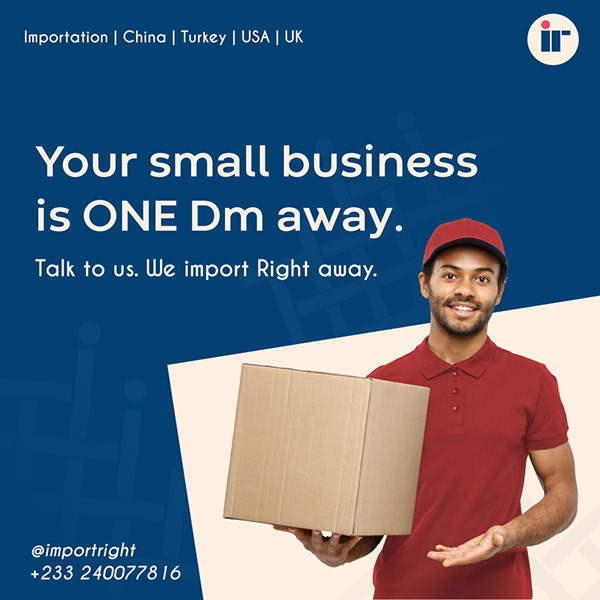 Importation | China | Turkey | USA | UK
ir
Your small business
is ONE Dm away.
Talk to us. We import Right away.
@importright
+233 240077816